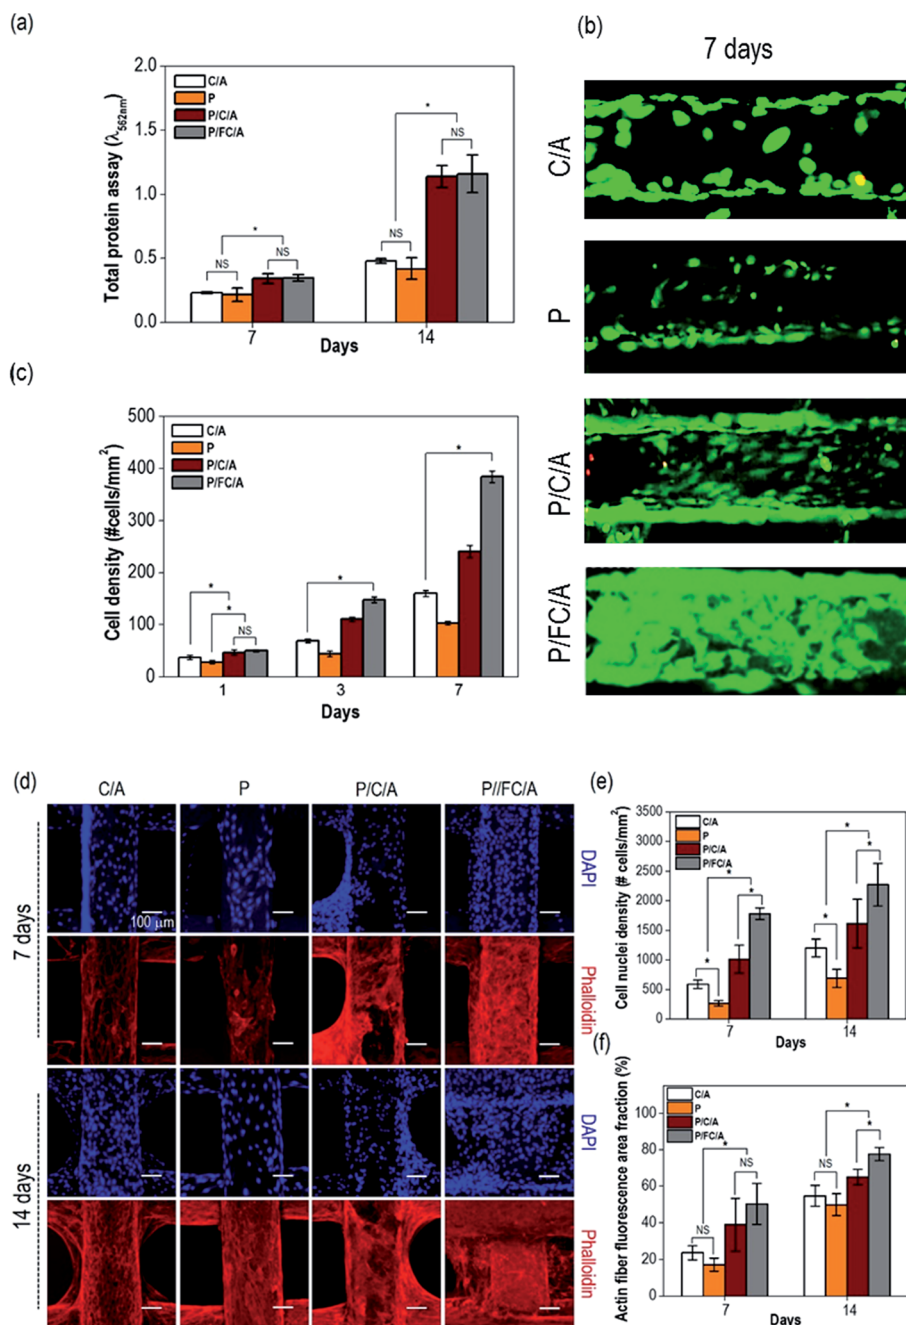 (a)
Total protein assay (λ562nm)
2.0
1.5
1.0
0.5
0.0
C/A
P
P/C/A
P/FC/A
NS
*
NS
NS
*
NS
7
14
Days
(b)
7 days
C/A
P
P/C/A
P/FC/A
(c)
Cell density (#cells/mm²)
500
400
300
200
100
0
C/A
P
P/C/A
P/FC/A
*
*
NS
*
*
1
3
7
Days
(d)
C/A
P
P/C/A
P//FC/A
7 days
100 μm
DAPI
Phalloidin
14 days
DAPI
Phalloidin
(e)
Cell nuclei density (# cells/mm²)
3500
3000
2500
2000
1500
1000
500
0
C/A
P
P/C/A
P/FC/A
*
*
*
*
*
*
7
14
Days
(f)
Actin fiber fluorescence area fraction (%)
100
80
60
40
20
0
C/A
P
P/C/A
P/FC/A
NS
*
NS
NS
*
*
7
14
Days